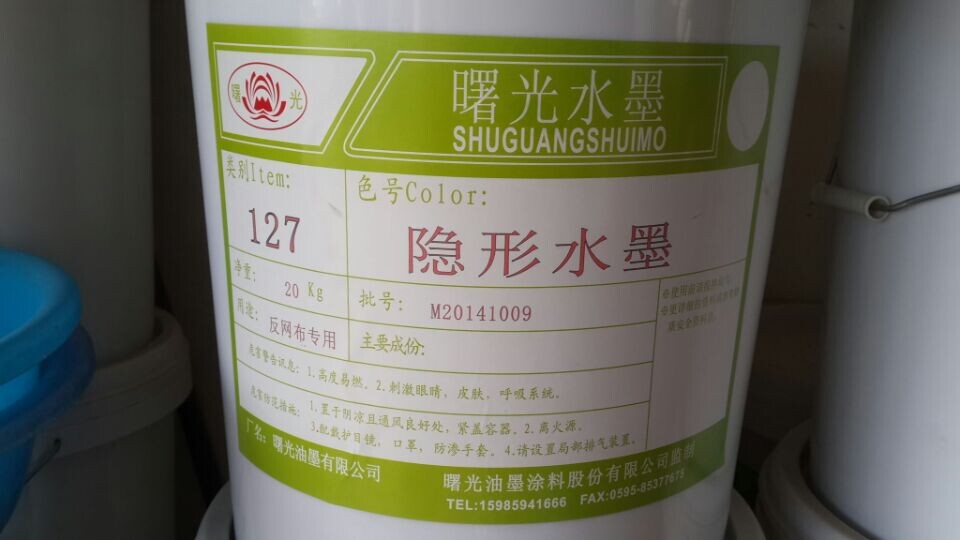 曙 光
曙光水墨
SHUGUANGSHUIMO
类别Item:
127
色号Color:
隐形水墨
净重: 20 Kg
批号: M20141009
用途: 反网布专用
主要成份:
危害警告讯息: 1.高度易燃。2.刺激眼睛, 皮肤、呼吸系统。
危害防范措施: 1.置于阴凉且通风良好处, 紧盖容器。2.离火源。
3.配戴护目镜, 口罩, 防渗手套。4.请设置局部排气装置。
厂名: 曙光油墨有限公司
曙光油墨涂料股份有限公司监制
TEL:15985941666 FAX:0595-85377675